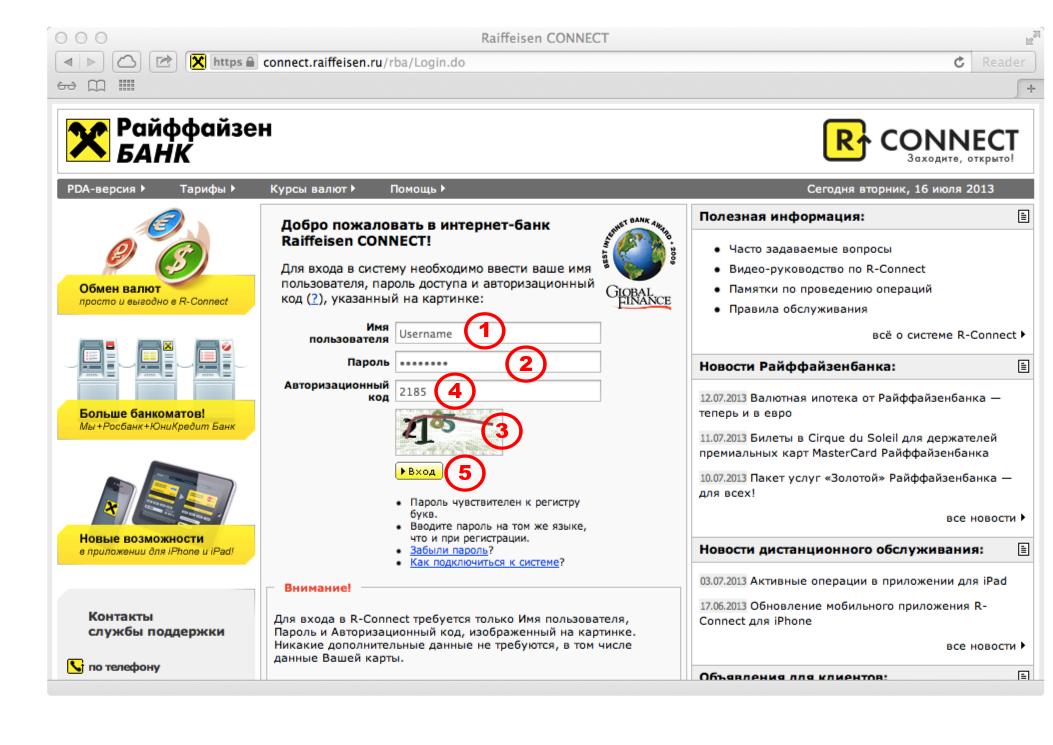 Raiffeisen CONNECT
https connect.raiffeisen.ru/rba/Login.do
Reader
Райффайзен
БАНК
R CONNECT
Заходите, открыто!
PDA-версия Тарифы Курсы валют Помощь Сегодня вторник, 16 июля 2013
Обмен валют
просто и выгодно в R-Connect
Больше банкоматов!
Мы+Росбанк+ЮниКредит Банк
Новые возможности
в приложении для iPhone и iPad!
Контакты
службы поддержки
по телефону
Добро пожаловать в интернет-банк
Raiffeisen CONNECT!
BEST INTERNET BANK AWARD • 2009
GLOBAL
FINANCE
Для входа в систему необходимо ввести ваше имя
пользователя, пароль доступа и авторизационный
код (?), указанный на картинке:
Имя
пользователя
Username
1
Пароль
••••••••
2
Авторизационный
код
2185
4
2185
3
Вход
5
• Пароль чувствителен к регистру
букв.
• Вводите пароль на том же языке,
что и при регистрации.
• Забыли пароль?
• Как подключиться к системе?
Внимание!
Для входа в R-Connect требуется только Имя пользователя,
Пароль и Авторизационный код, изображенный на картинке.
Никакие дополнительные данные не требуются, в том числе
данные Вашей карты.
Полезная информация:
• Часто задаваемые вопросы
• Видео-руководство по R-Connect
• Памятки по проведению операций
• Правила обслуживания
всё о системе R-Connect
Новости Райффайзенбанка:
12.07.2013 Валютная ипотека от Райффайзенбанка —
теперь и в евро
11.07.2013 Билеты в Cirque du Soleil для держателей
премиальных карт MasterCard Райффайзенбанка
10.07.2013 Пакет услуг «Золотой» Райффайзенбанка —
для всех!
все новости
Новости дистанционного обслуживания:
03.07.2013 Активные операции в приложении для iPad
17.06.2013 Обновление мобильного приложения R-
Connect для iPhone
все новости
Объявления для клиентов: